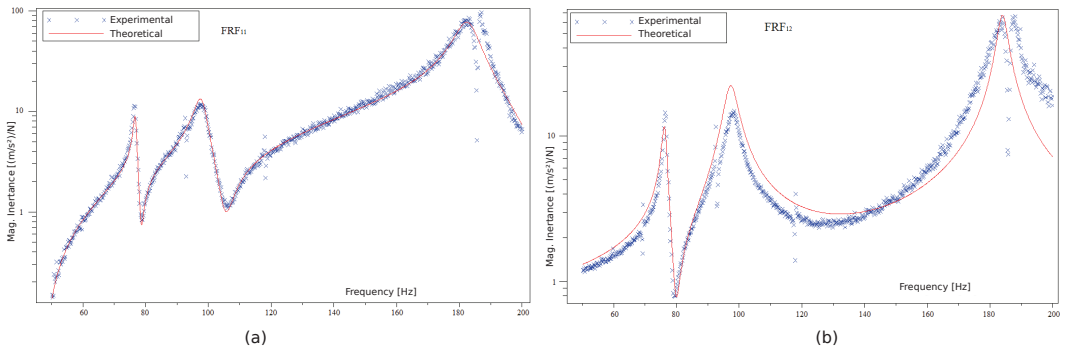 Experimental
Theoretical
FRF11
Mag. Inertance [(m/s²)/N]
100
10
1
60
80
100
120
140
160
180
200
Frequency [Hz]
(a)
Experimental
Theoretical
FRF12
Mag. Inertance [(m/s²)/N]
10
1
60
80
100
120
140
160
180
200
Frequency [Hz]
(b)